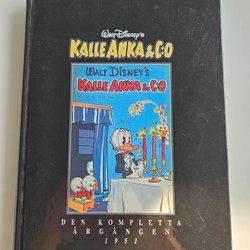 Walt Disney's
KALLE ANKA & C:O
WALT DISNEY'S
KALLE ANKA & C:O
DEN KOMPLETTA
ÅRGÅNGEN
1951